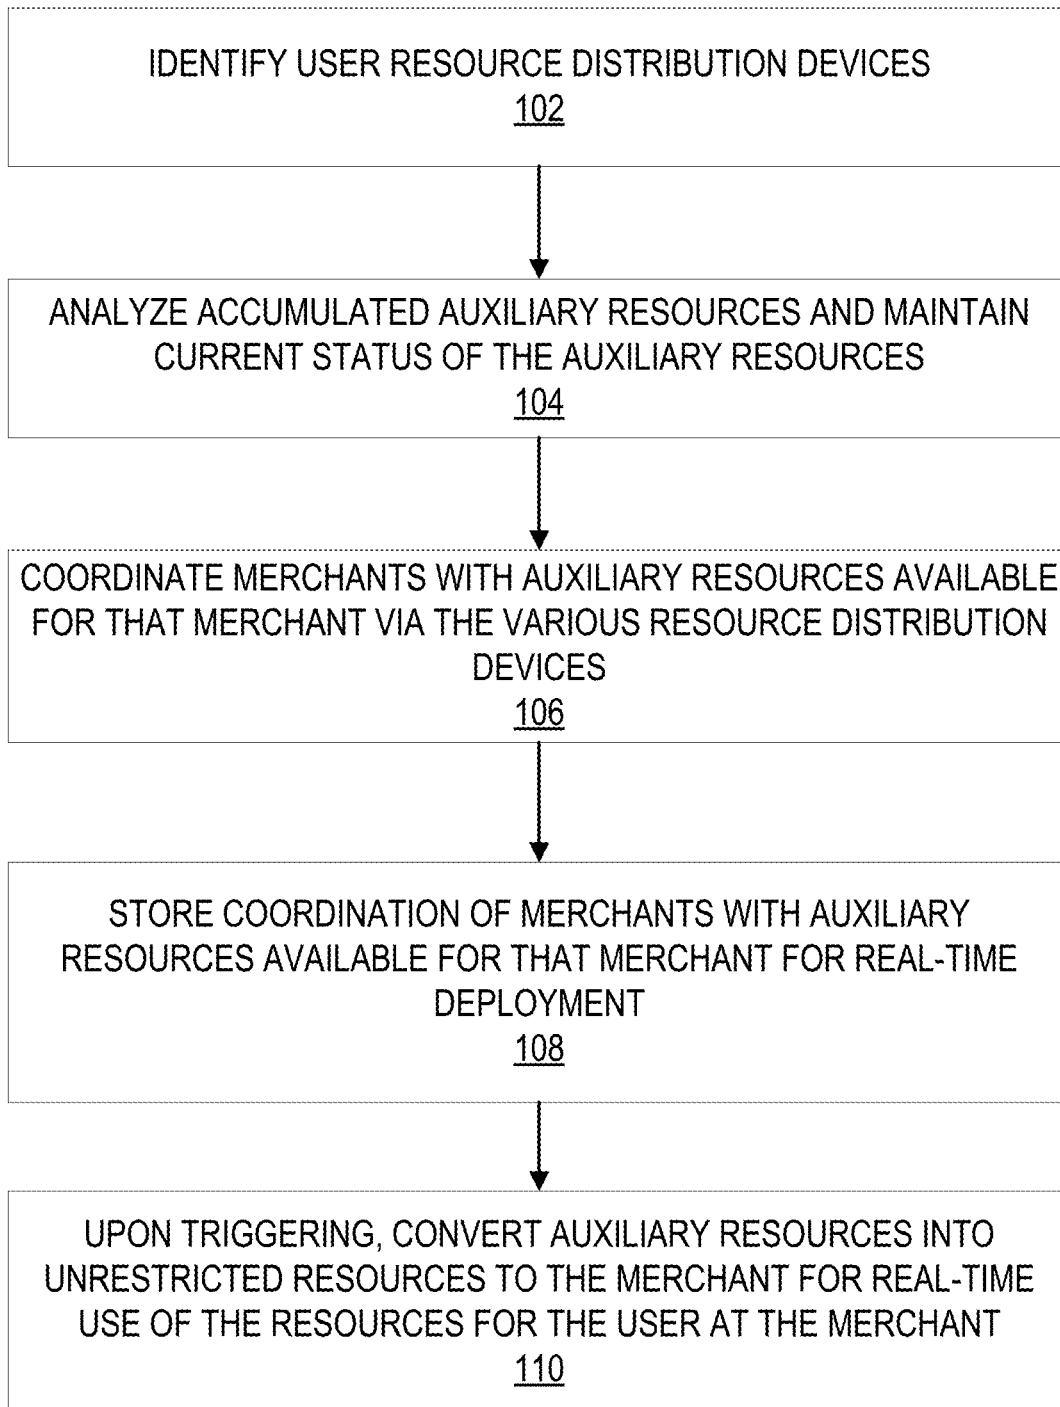 IDENTIFY USER RESOURCE DISTRIBUTION DEVICES
102
ANALYZE ACCUMULATED AUXILIARY RESOURCES AND MAINTAIN
CURRENT STATUS OF THE AUXILIARY RESOURCES
104
COORDINATE MERCHANTS WITH AUXILIARY RESOURCES AVAILABLE
FOR THAT MERCHANT VIA THE VARIOUS RESOURCE DISTRIBUTION
DEVICES
106
STORE COORDINATION OF MERCHANTS WITH AUXILIARY
RESOURCES AVAILABLE FOR THAT MERCHANT FOR REAL-TIME
DEPLOYMENT
108
UPON TRIGGERING, CONVERT AUXILIARY RESOURCES INTO
UNRESTRICTED RESOURCES TO THE MERCHANT FOR REAL-TIME
USE OF THE RESOURCES FOR THE USER AT THE MERCHANT
110